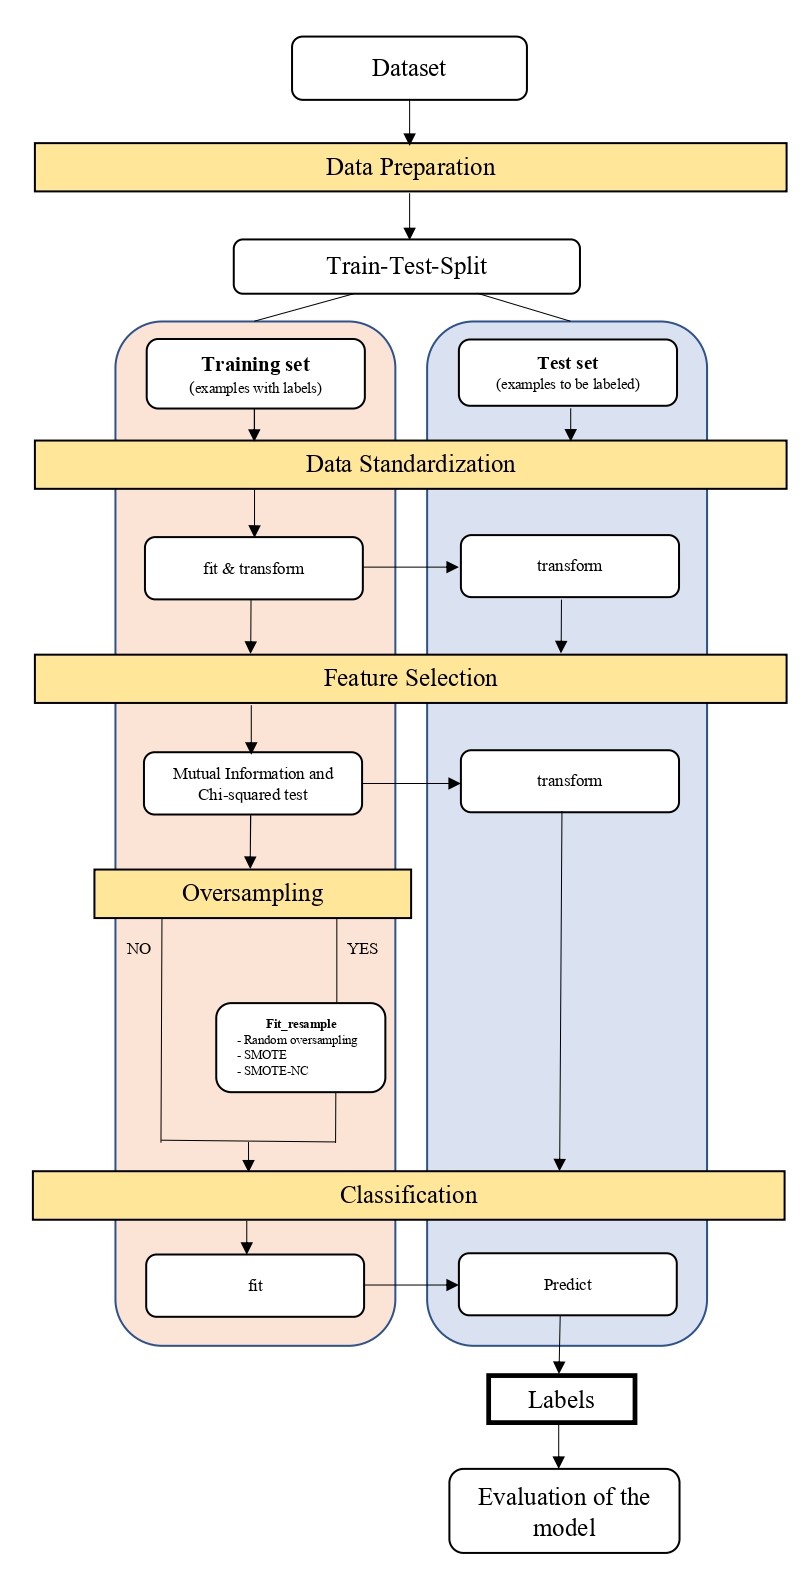 Dataset
Data Preparation
Train-Test-Split
Training set
(examples with labels)
Test set
(examples to be labeled)
Data Standardization
fit & transform
transform
Feature Selection
Mutual Information and
Chi-squared test
transform
Oversampling
NO
YES
Fit_resample
- Random oversampling
- SMOTE
- SMOTE-NC
Classification
fit
Predict
Labels
Evaluation of the
model